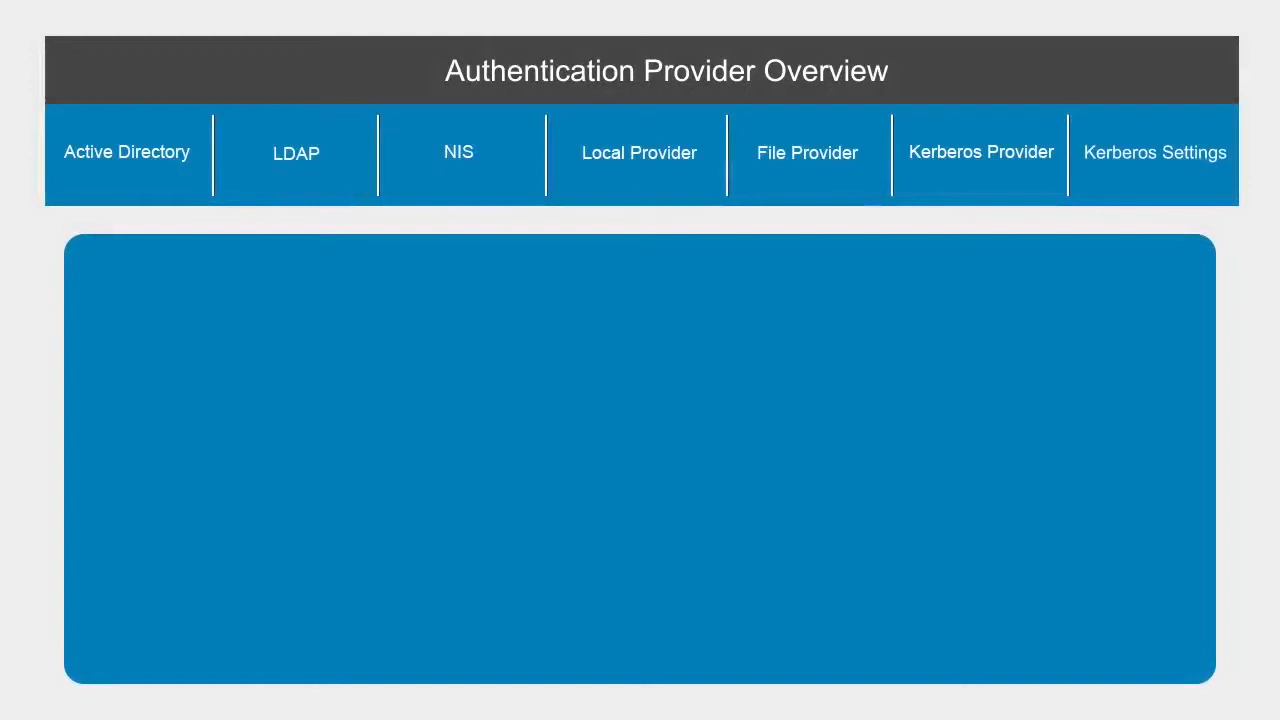 Authentication Provider Overview
Active Directory
LDAP
NIS
Local Provider
File Provider
Kerberos Provider
Kerberos Settings